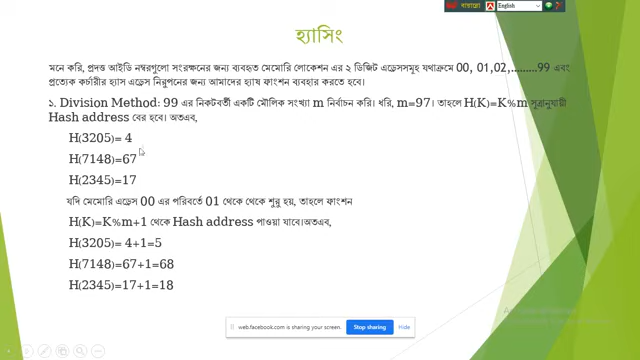 English
হ্যাসিং
মনে করি, প্রদত্ত আইডি নম্বরগুলো সংরক্ষনের জন্য ব্যবহৃত মেমোরি লোকেশন এর ২ ডিজিট এড্রেসসমূহ যথাক্রমে 00, 01,02,........99 এবং
প্রত্যেক কর্চারীর হ্যাস এড্রেস নিরুপনের জন্য আমাদের হ্যাষ ফাংশন ব্যবহার করতে হবে।
১. Division Method: 99 এর নিকটবর্তী একটি মৌলিক সংখ্যা m নির্বাচন করি। ধরি, m=97। তাহলে H(K)=K%m সুত্রানুযায়ী
Hash address বের হবে। অতএব,
H(3205)= 4
H(7148)=67
H(2345)=17
যদি মেমোরি এড্রেস 00 এর পরিবর্তে 01 থেকে থেকে শুরু হয়, তাহলে ফাংশন
H(K)=K%m+1 থেকে Hash address পাওয়া যাবে।অতএব,
H(3205)= 4+1=5
H(7148)=67+1=68
H(2345)=17+1=18
web.facebook.com is sharing your screen. Stop sharing Hide